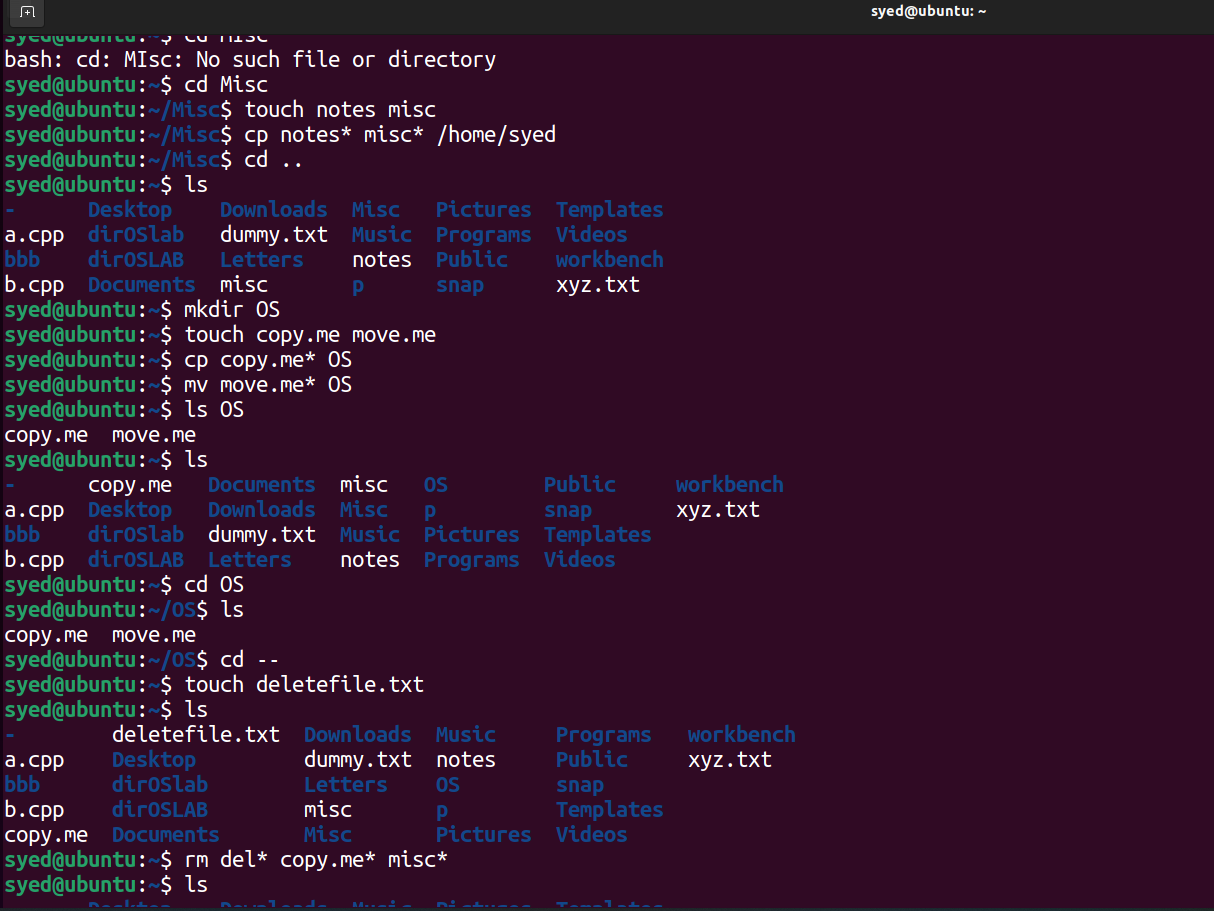 syed@ubuntu: ~
syed@ubuntu:~$ cd MIsc
bash: cd: MIsc: No such file or directory
syed@ubuntu:~$ cd Misc
syed@ubuntu:~/Misc$ touch notes misc
syed@ubuntu:~/Misc$ cp notes* misc* /home/syed
syed@ubuntu:~/Misc$ cd ..
syed@ubuntu:~$ ls
- Desktop Downloads Misc Pictures Templates
a.cpp dirOSlab dummy.txt Music Programs Videos
bbb dirOSLAB Letters notes Public workbench
b.cpp Documents misc p snap xyz.txt
syed@ubuntu:~$ mkdir OS
syed@ubuntu:~$ touch copy.me move.me
syed@ubuntu:~$ cp copy.me* OS
syed@ubuntu:~$ mv move.me* OS
syed@ubuntu:~$ ls OS
copy.me move.me
syed@ubuntu:~$ ls
- copy.me Documents misc OS Public workbench
a.cpp Desktop Downloads Misc p snap xyz.txt
bbb dirOSlab dummy.txt Music Pictures Templates
b.cpp dirOSLAB Letters notes Programs Videos
syed@ubuntu:~$ cd OS
syed@ubuntu:~/OS$ ls
copy.me move.me
syed@ubuntu:~/OS$ cd --
syed@ubuntu:~$ touch deletefile.txt
syed@ubuntu:~$ ls
- deletefile.txt Downloads Music Programs workbench
a.cpp Desktop dummy.txt notes Public xyz.txt
bbb dirOSlab Letters OS snap
b.cpp dirOSLAB misc p Templates
copy.me Documents Misc Pictures Videos
syed@ubuntu:~$ rm del* copy.me* misc*
syed@ubuntu:~$ ls
Desktop Downloads Music Pictures Templates